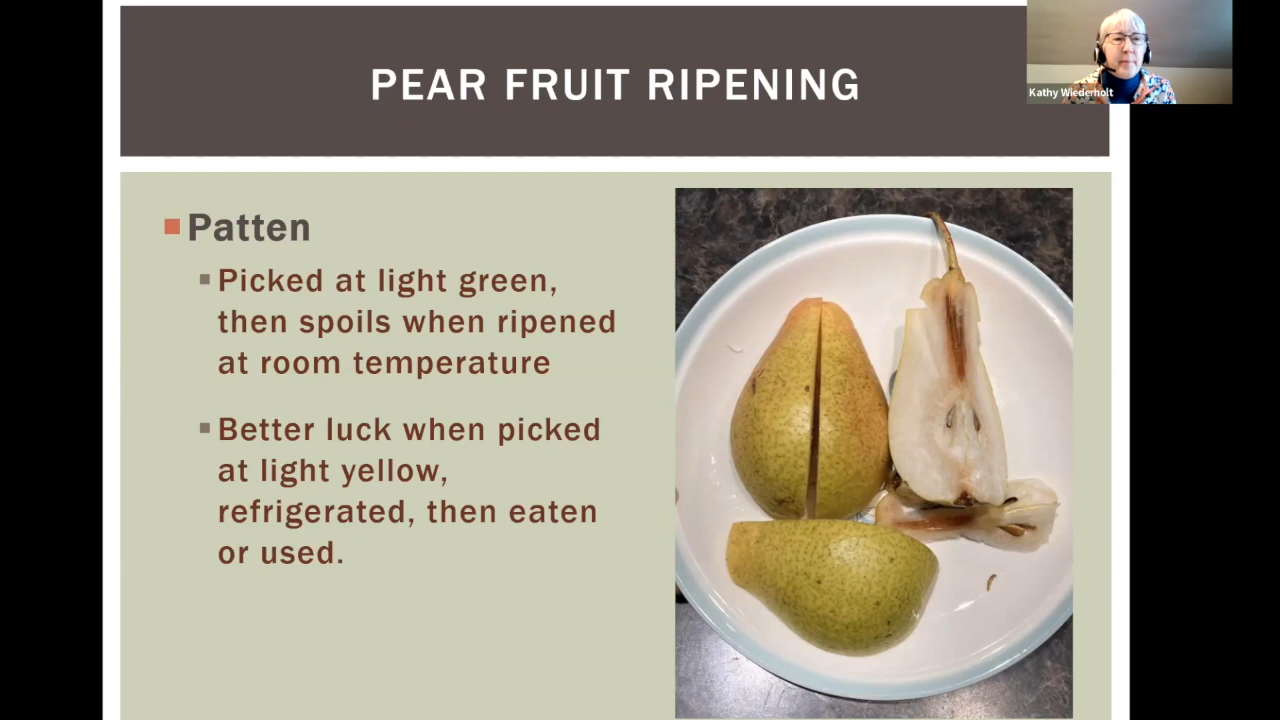 PEAR FRUIT RIPENING
Kathy Wiederholt
Patten
Picked at light green,
then spoils when ripened
at room temperature
Better luck when picked
at light yellow,
refrigerated, then eaten
or used.